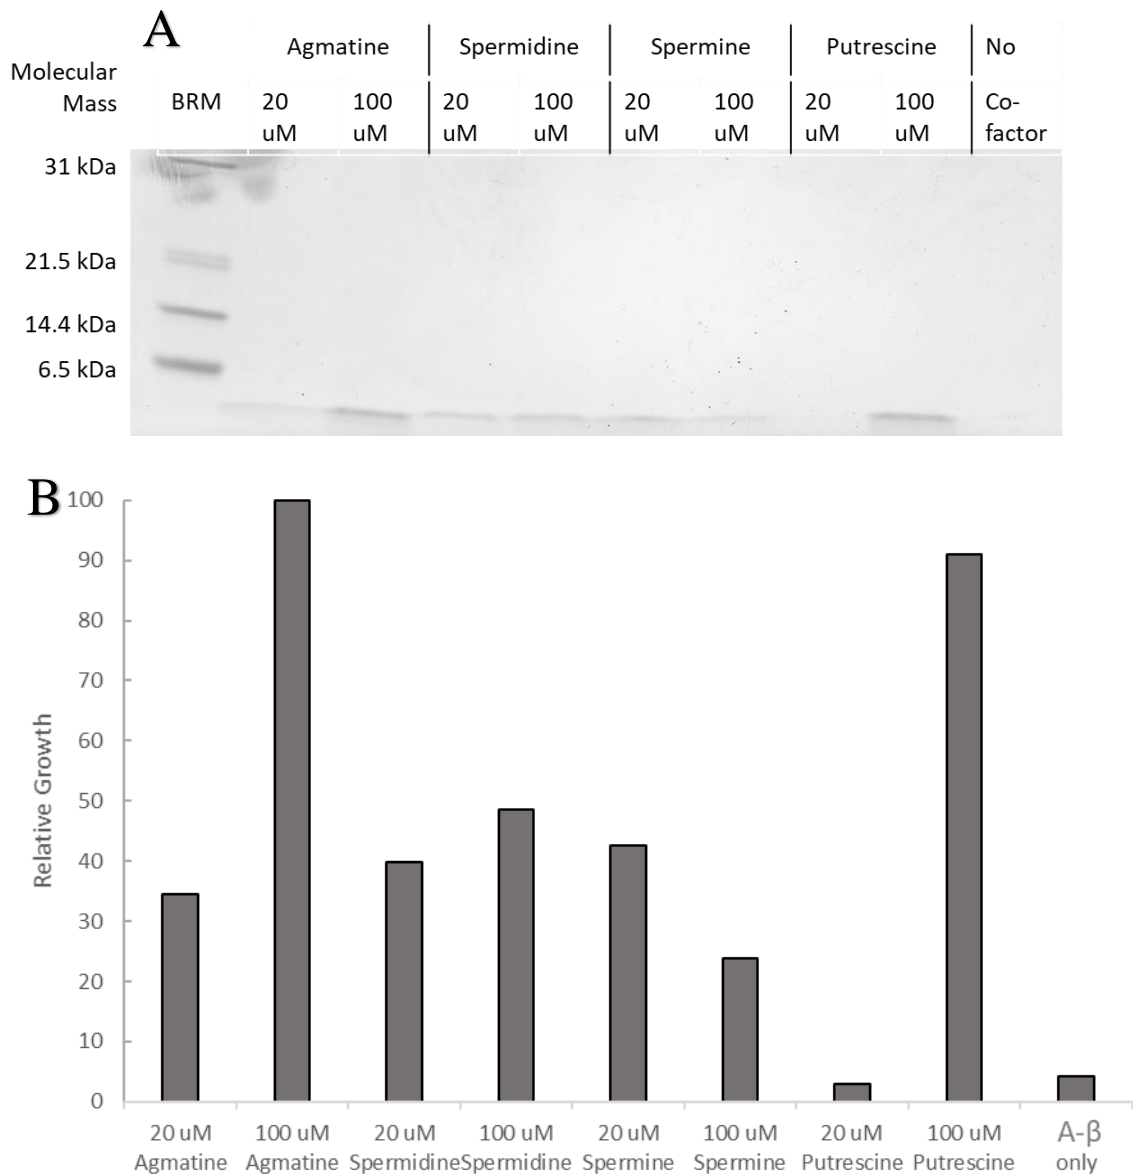 A
Agmatine Spermidine Spermine Putrescine No
Molecular
Mass BRM 20 100 20 100 20 100 20 100 Co-
uM uM uM uM uM uM uM uM factor
31 kDa
21.5 kDa
14.4 kDa
6.5 kDa
B
100
90
80
70
60
50
40
30
20
10
0
Relative Growth
20 uM 100 uM 20 uM 100 uM 20 uM 100 uM 20 uM 100 uM A-β
Agmatine Agmatine Spermidine Spermidine Spermine Spermine Putrescine Putrescine only